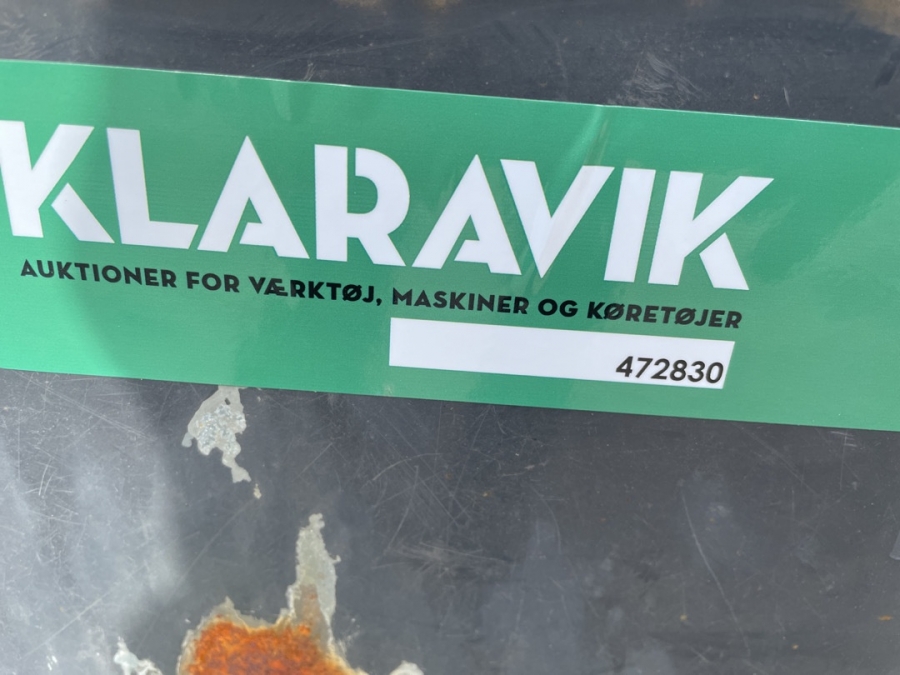 KLARAVIK
AUKTIONER FOR VÆRKTØJ, MASKINER OG KØRETØJER
472830